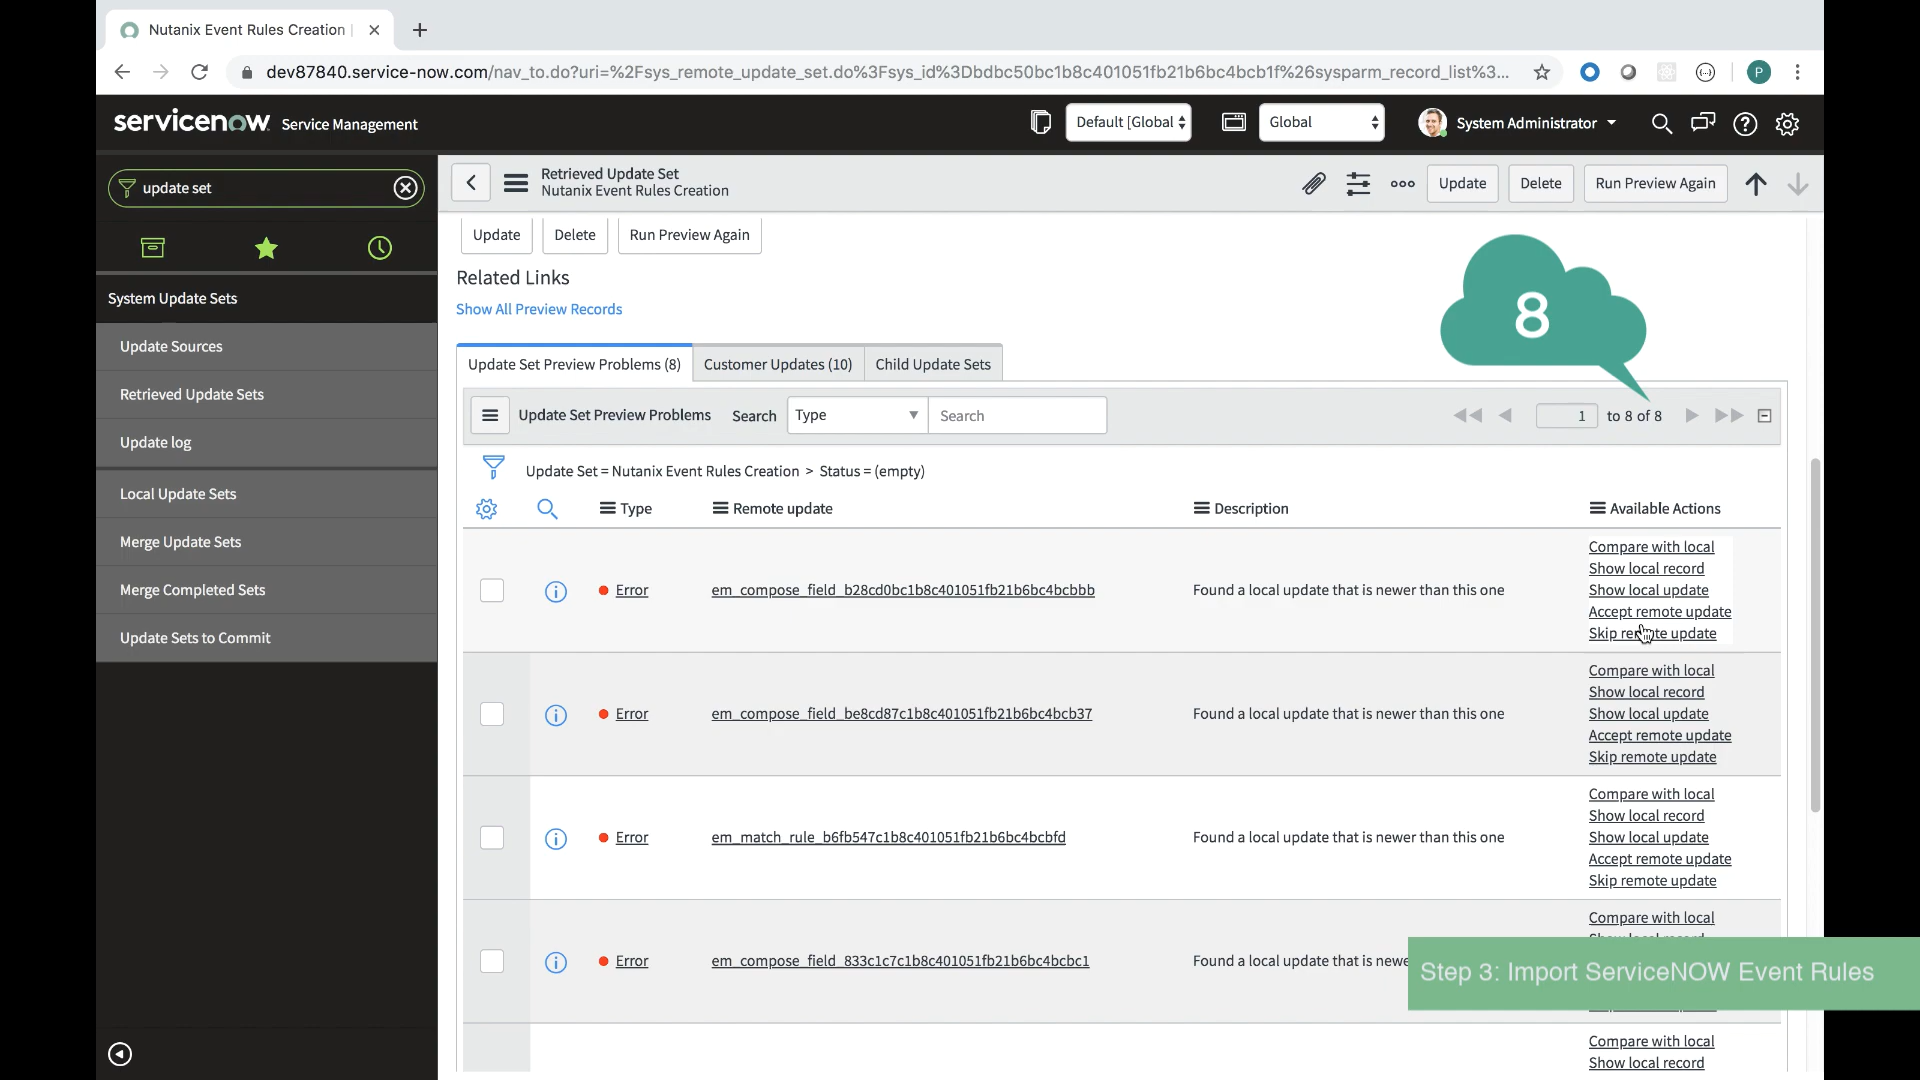 Nutanix Event Rules Creation
dev87840.service-now.com/nav_to.do?uri=%2Fsys_remote_update_set.do%3Fsys_id%3Dbdbc50bc1b8c401051fb21b6bc4bcb1f%26sysparm_record_list%3...
P
servicenow Service Management
Default [Global
Global
System Administrator
update set
Retrieved Update Set
Nutanix Event Rules Creation
Update
Delete
Run Preview Again
System Update Sets
Update Sources
Retrieved Update Sets
Update log
Local Update Sets
Merge Update Sets
Merge Completed Sets
Update Sets to Commit
Update
Delete
Run Preview Again
Related Links
Show All Preview Records
8
Update Set Preview Problems (8)
Customer Updates (10)
Child Update Sets
Update Set Preview Problems
Search
Type
Search
1 to 8 of 8
Update Set = Nutanix Event Rules Creation > Status = (empty)
Type
Remote update
Description
Available Actions
Error
em_compose_field_b28cd0bc1b8c401051fb21b6bc4bcbbb
Found a local update that is newer than this one
Compare with local
Show local record
Show local update
Accept remote update
Skip remote update
Error
em_compose_field_be8cd87c1b8c401051fb21b6bc4bcb37
Found a local update that is newer than this one
Compare with local
Show local record
Show local update
Accept remote update
Skip remote update
Error
em_match_rule_b6fb547c1b8c401051fb21b6bc4bcbfd
Found a local update that is newer than this one
Compare with local
Show local record
Show local update
Accept remote update
Skip remote update
Error
em_compose_field_833c1c7c1b8c401051fb21b6bc4bcbc1
Found a local update that is newe
Compare with local
Step 3: Import ServiceNOW Event Rules
Compare with local
Show local record